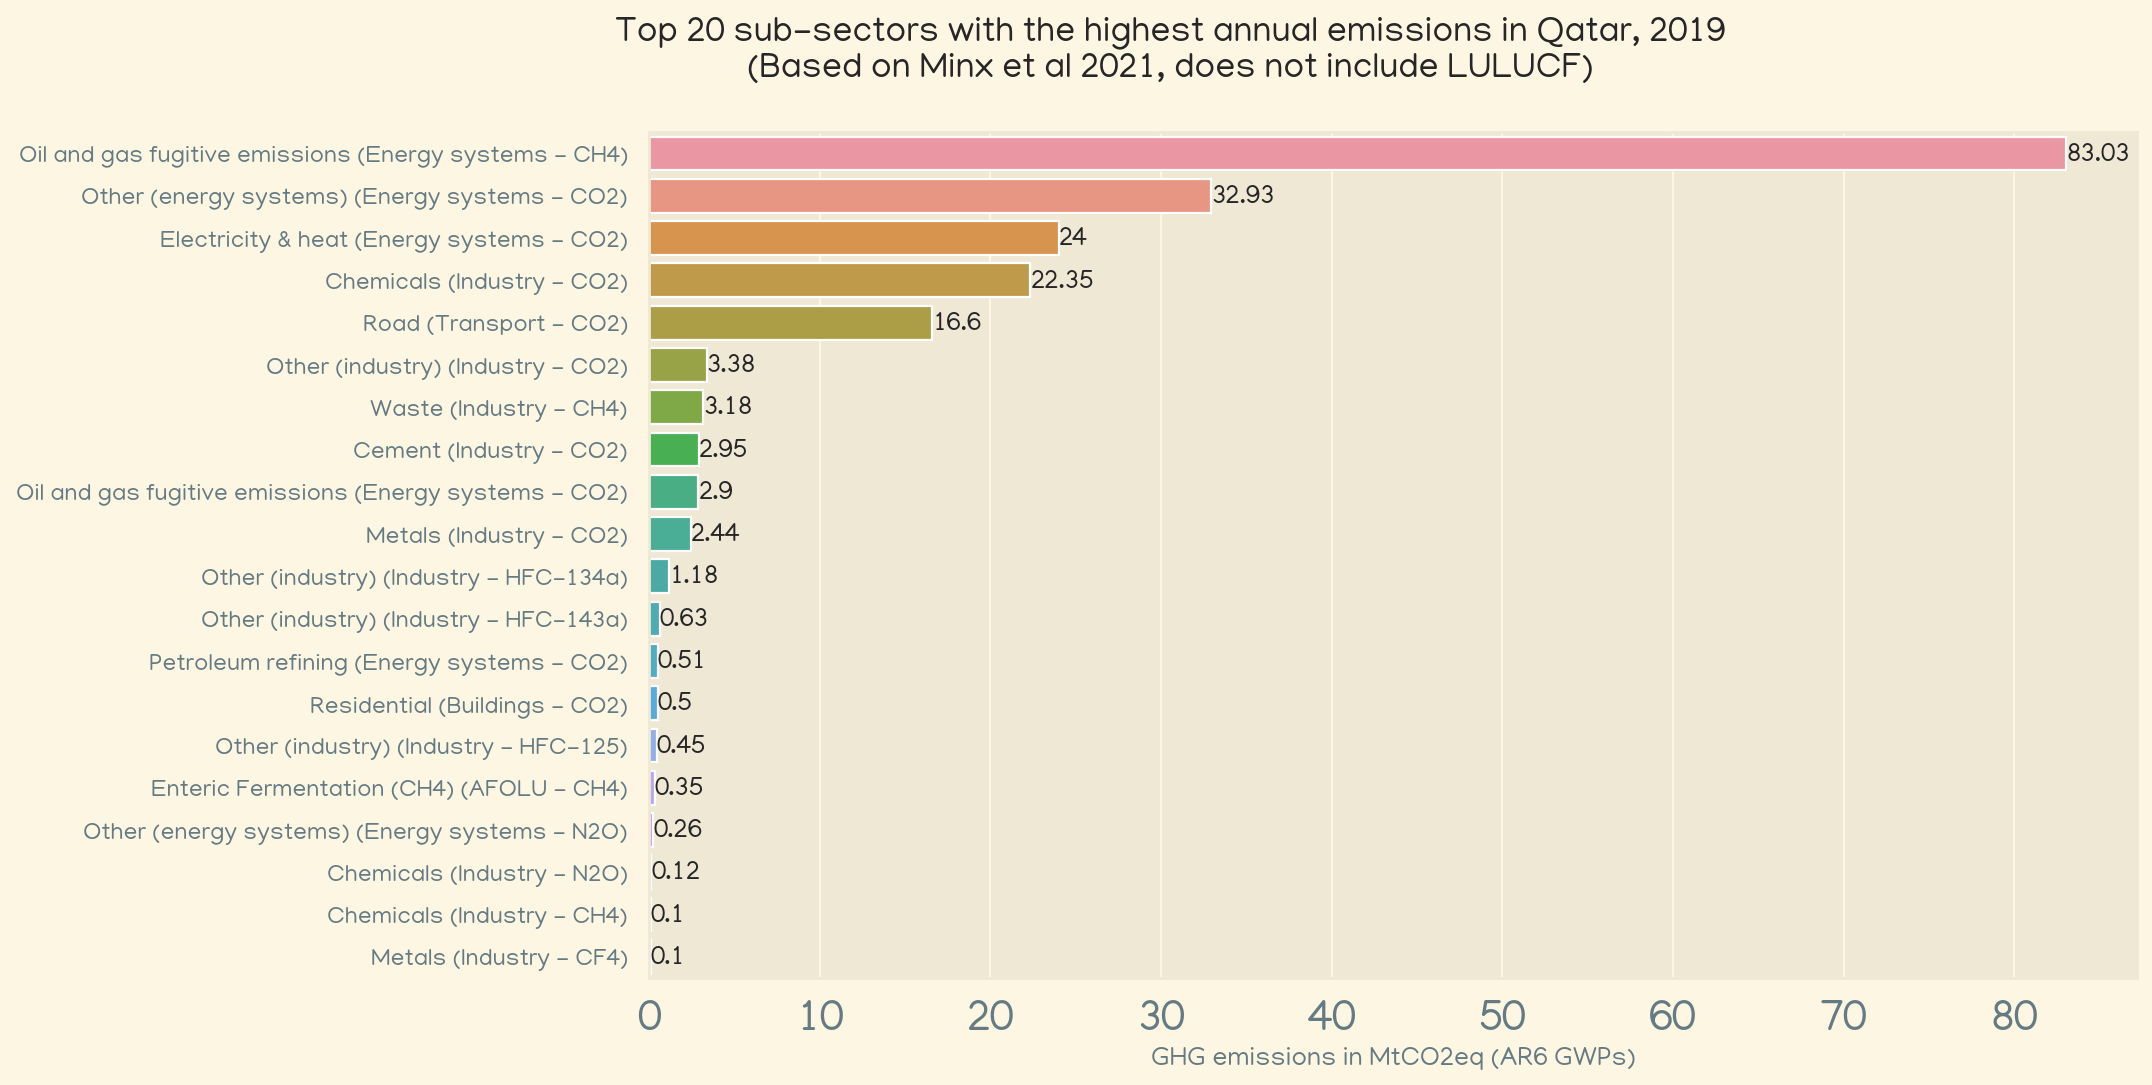 Top 20 sub-sectors with the highest annual emissions in Qatar, 2019
(Based on Minx et al 2021, does not include LULUCF)
Oil and gas fugitive emissions (Energy systems - CH4) 83.03
Other (energy systems) (Energy systems - CO2) 32.93
Electricity & heat (Energy systems - CO2) 24
Chemicals (Industry - CO2) 22.35
Road (Transport - CO2) 16.6
Other (industry) (Industry - CO2) 3.38
Waste (Industry - CH4) 3.18
Cement (Industry - CO2) 2.95
Oil and gas fugitive emissions (Energy systems - CO2) 2.9
Metals (Industry - CO2) 2.44
Other (industry) (Industry - HFC-134a) 1.18
Other (industry) (Industry - HFC-143a) 0.63
Petroleum refining (Energy systems - CO2) 0.51
Residential (Buildings - CO2) 0.5
Other (industry) (Industry - HFC-125) 0.45
Enteric Fermentation (CH4) (AFOLU - CH4) 0.35
Other (energy systems) (Energy systems - N2O) 0.26
Chemicals (Industry - N2O) 0.12
Chemicals (Industry - CH4) 0.1
Metals (Industry - CF4) 0.1
0 10 20 30 40 50 60 70 80
GHG emissions in MtCO2eq (AR6 GWPs)